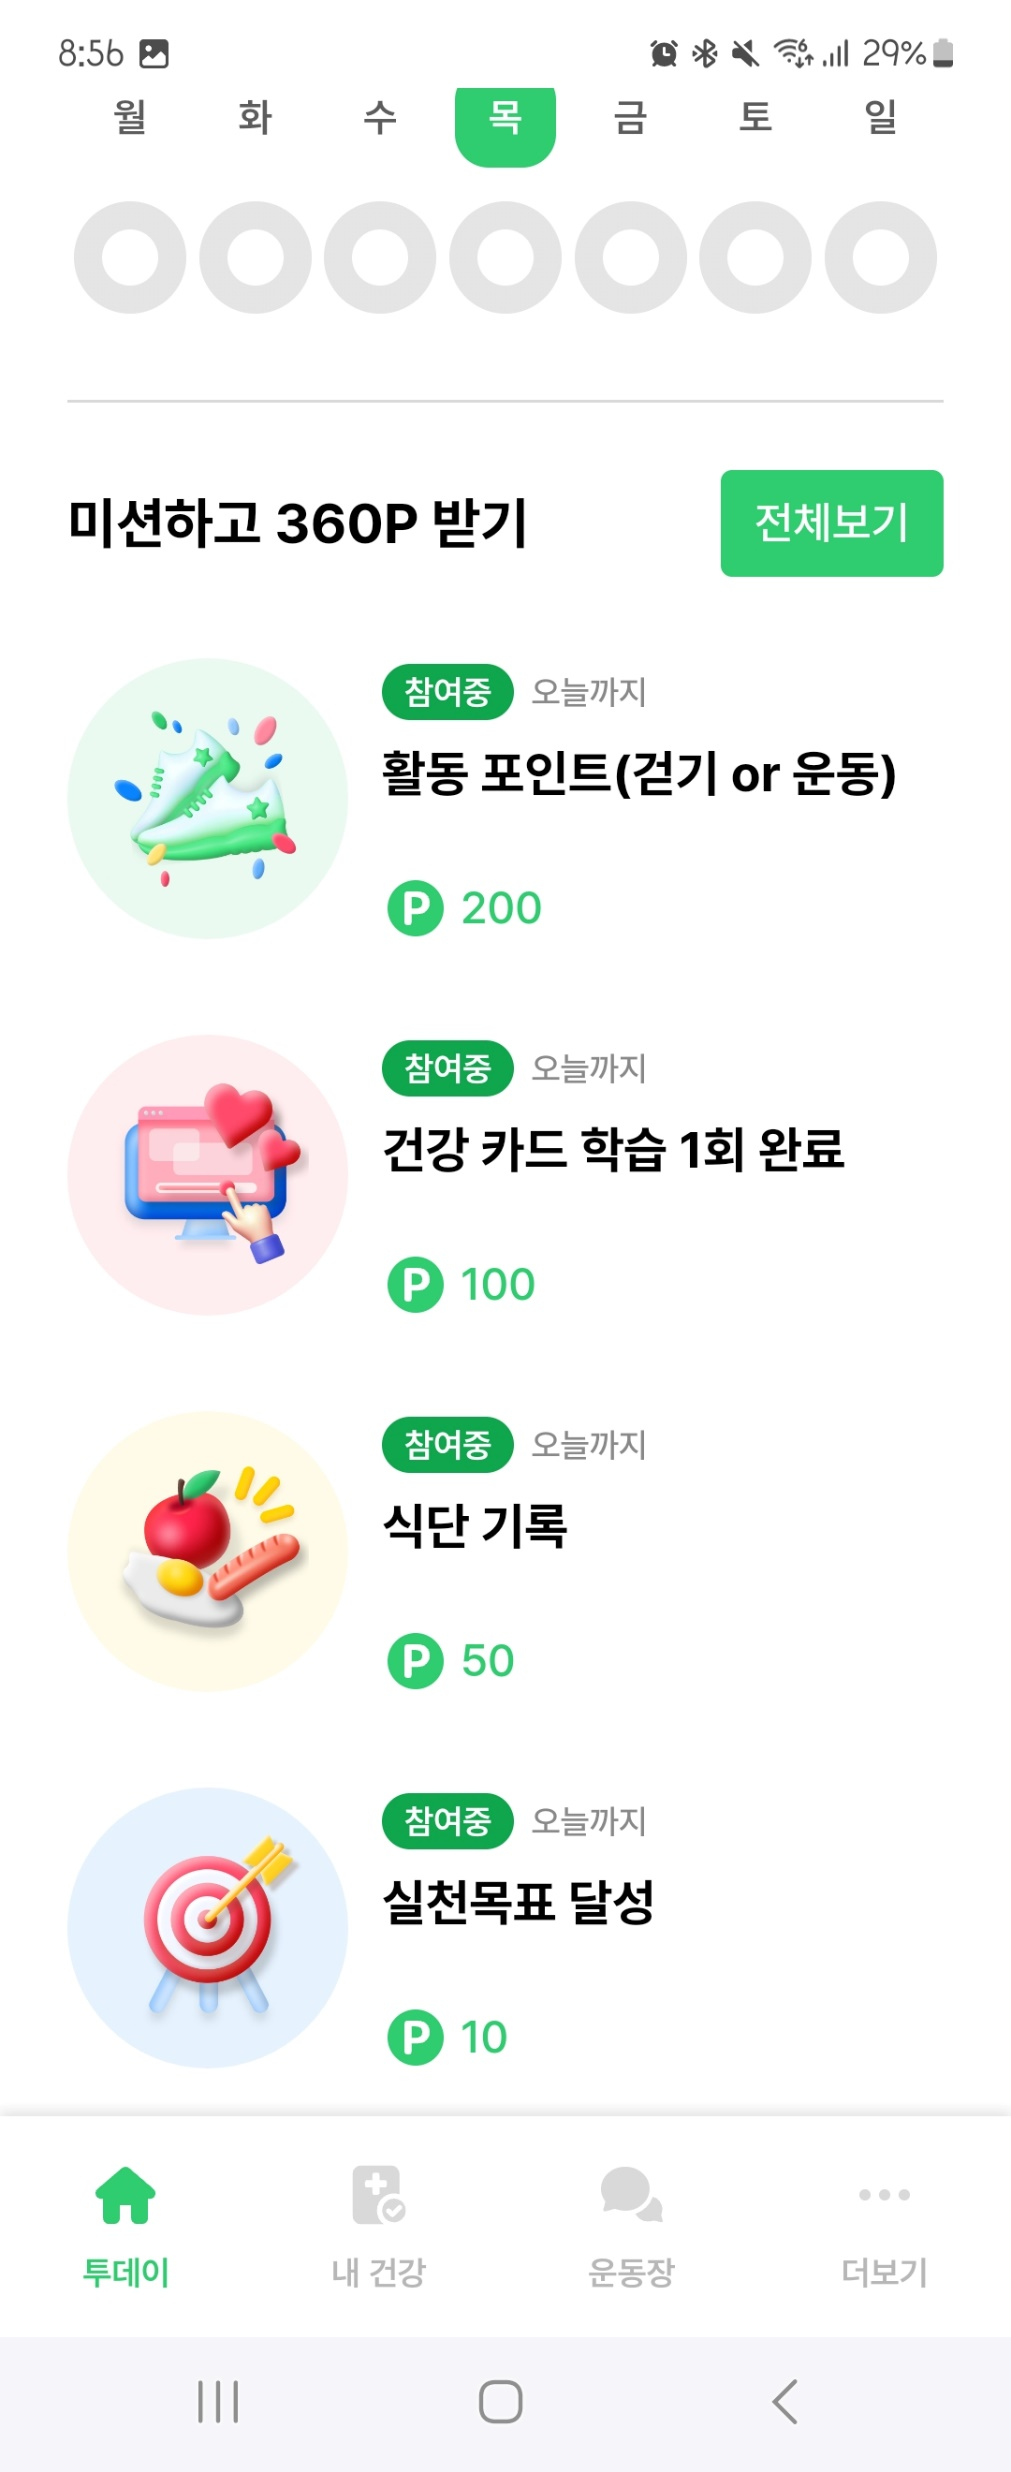 8:56 29%
월 화 수 목 금 토 일
미션하고 360P 받기 전체보기
참여중 오늘까지
활동 포인트(걷기 or 운동)
P 200
참여중 오늘까지
건강 카드 학습 1회 완료
P 100
참여중 오늘까지
식단 기록
P 50
참여중 오늘까지
실천목표 달성
P 10
투데이 내 건강 운동장 더보기